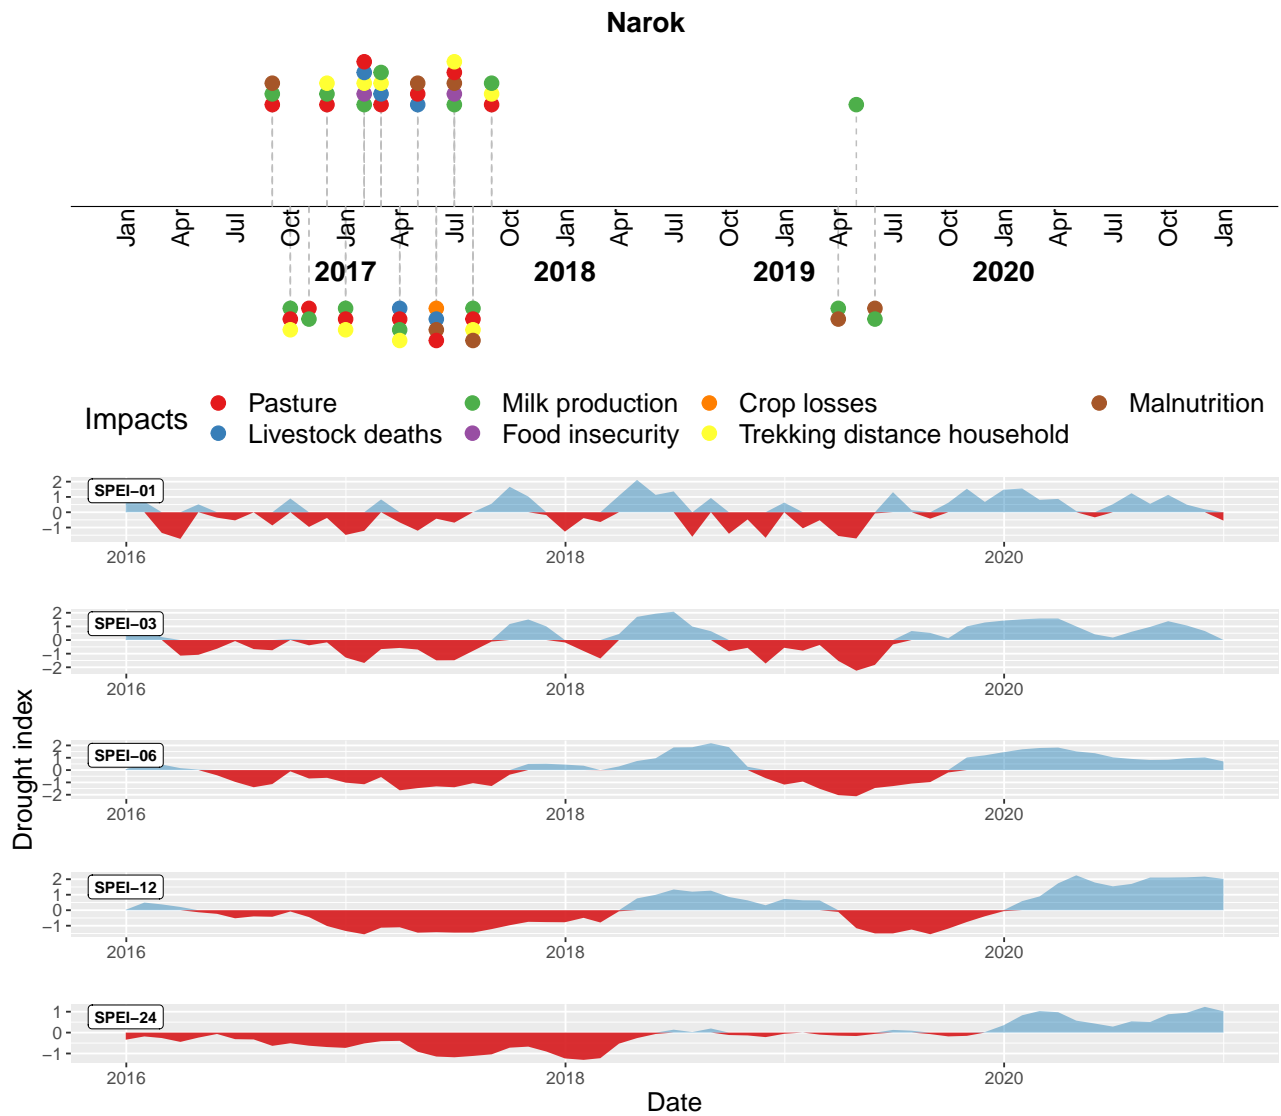 Narok
Jan Apr Jul Oct Jan Apr Jul Oct Jan Apr Jul Oct Jan Apr Jul Oct Jan Apr Jul Oct Jan
2017 2018 2019 2020
Impacts
Pasture Milk production Crop losses Malnutrition
Livestock deaths Food insecurity Trekking distance household
Drought index
SPEI−01
2
1
0
−1
2016 2018 2020
SPEI−03
2
1
0
−1
−2
2016 2018 2020
SPEI−06
2
1
0
−1
−2
2016 2018 2020
SPEI−12
2
1
0
−1
2016 2018 2020
SPEI−24
1
0
−1
2016 2018 2020
Date